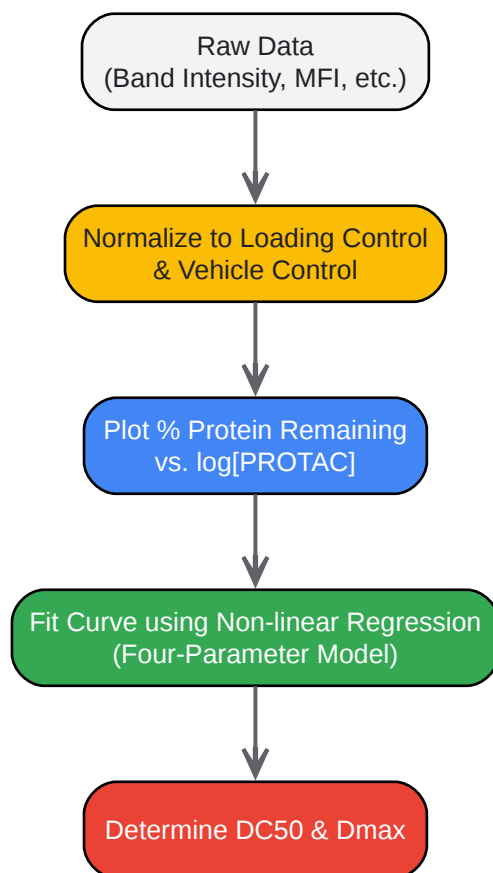 Raw Data
(Band Intensity, MFI, etc.)
Normalize to Loading Control
& Vehicle Control
Plot % Protein Remaining
vs. log[PROTAC]
Fit Curve using Non-linear Regression
(Four-Parameter Model)
Determine DC50 & Dmax